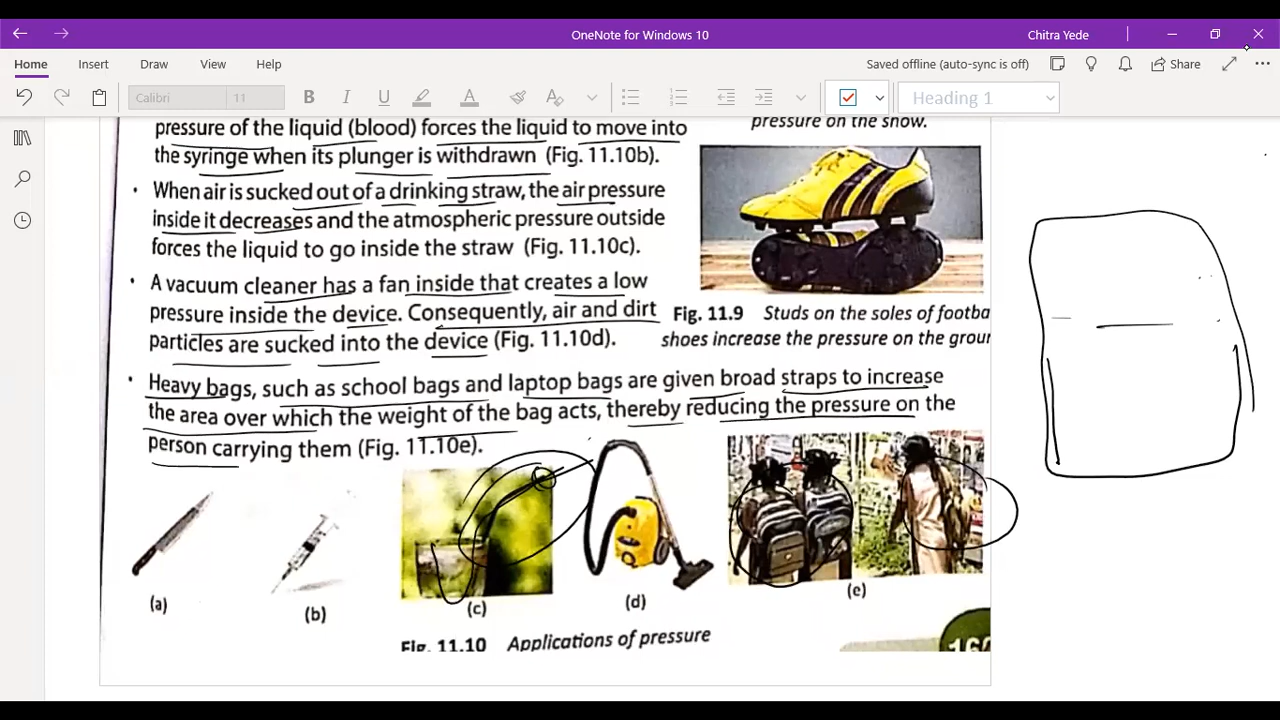 OneNote for Windows 10
Chitra Yede
Home
Insert
Draw
View
Help
Saved offline (auto-sync is off)
Share
Calibri
11
B
I
U
A
Heading 1
pressure of the liquid (blood) forces the liquid to move into
the syringe when its plunger is withdrawn (Fig. 11.10b).
• When air is sucked out of a drinking straw, the air pressure
inside it decreases and the atmospheric pressure outside
forces the liquid to go inside the straw (Fig. 11.10c).
• A vacuum cleaner has a fan inside that creates a low
pressure inside the device. Consequently, air and dirt
particles are sucked into the device (Fig. 11.10d).
pressure on the snow.
Fig. 11.9 Studs on the soles of footba
shoes increase the pressure on the groun
• Heavy bags, such as school bags and laptop bags are given broad straps to increase
the area over which the weight of the bag acts, thereby reducing the pressure on the
person carrying them (Fig. 11.10e).
(a)
(b)
(c)
(d)
(e)
Fig. 11.10 Applications of pressure